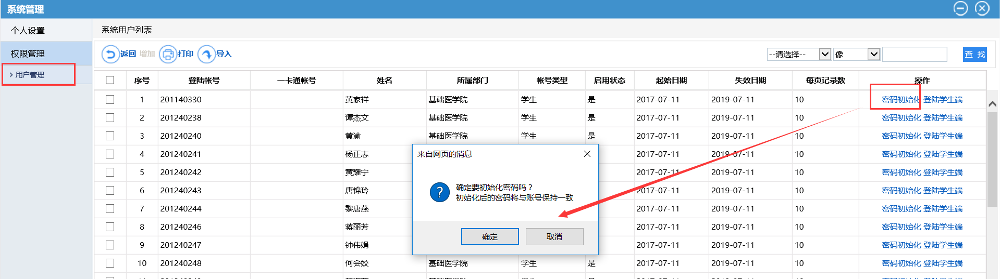 系统管理
个人设置
权限管理
用户管理
系统用户列表
返回 增加 打印 导入
--请选择-- 像 查 找
序号 登陆帐号 一卡通帐号 姓名 所属部门 帐号类型 启用状态 起始日期 失效日期 每页记录数 操作
1 201140330 黄家祥 基础医学院 学生 是 2017-07-11 2019-07-11 10 密码初始化 登陆学生端
2 201240238 谭杰文 基础医学院 学生 是 2017-07-11 2019-07-11 10 密码初始化 登陆学生端
3 201240240 黄渝 基础医学院 学生 是 2017-07-11 2019-07-11 10 密码初始化 登陆学生端
4 201240241 杨正志 2017-07-11 2019-07-11 10 密码初始化 登陆学生端
5 201240242 黄耀宁 2017-07-11 2019-07-11 10 密码初始化 登陆学生端
6 201240243 唐锦玲 2017-07-11 2019-07-11 10 密码初始化 登陆学生端
7 201240244 黎唐燕 2017-07-11 2019-07-11 10 密码初始化 登陆学生端
8 201240246 蒋丽芳 2017-07-11 2019-07-11 10 密码初始化 登陆学生端
9 201240247 钟伟娟 2017-07-11 2019-07-11 10 密码初始化 登陆学生端
10 201240248 何会姣 基础医学院 学生 是 2017-07-11 2019-07-11 10 密码初始化 登陆学生端
来自网页的消息
?
确定要初始化密码吗？
初始化后的密码将与账号保持一致
确定 取消